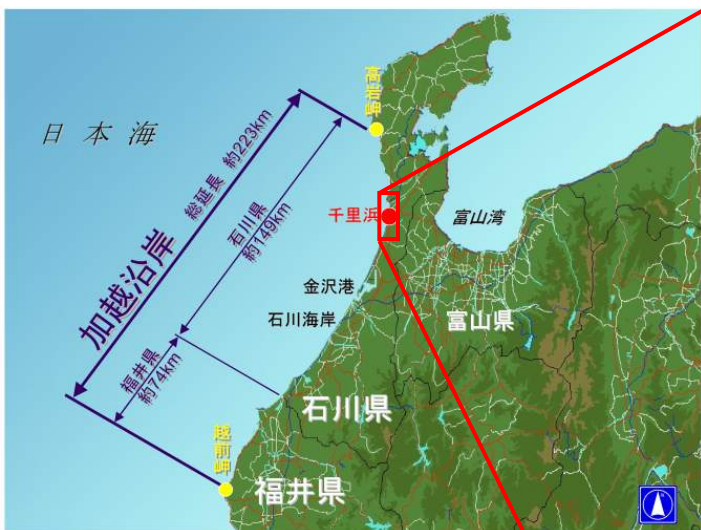 日本海
高岩岬
加越沿岸 総延長 約223km
石川県
約149km
千里浜
富山湾
金沢港
石川海岸
富山県
福井県
約74km
石川県
越前岬
福井県